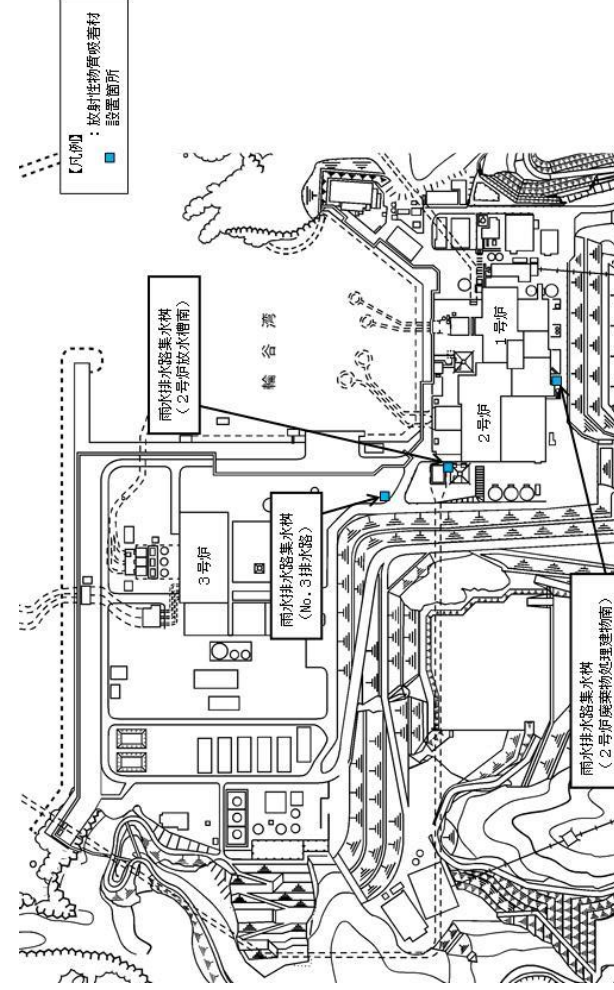 【凡例】
：放射性物質吸着材
設置箇所
雨水排水路集水桝
（2号炉放水槽南）
輪谷湾
1号炉
2号炉
3号炉
雨水排水路集水桝
（No.3排水路）
雨水排水路集水桝
（2号炉廃棄物処理建物南）